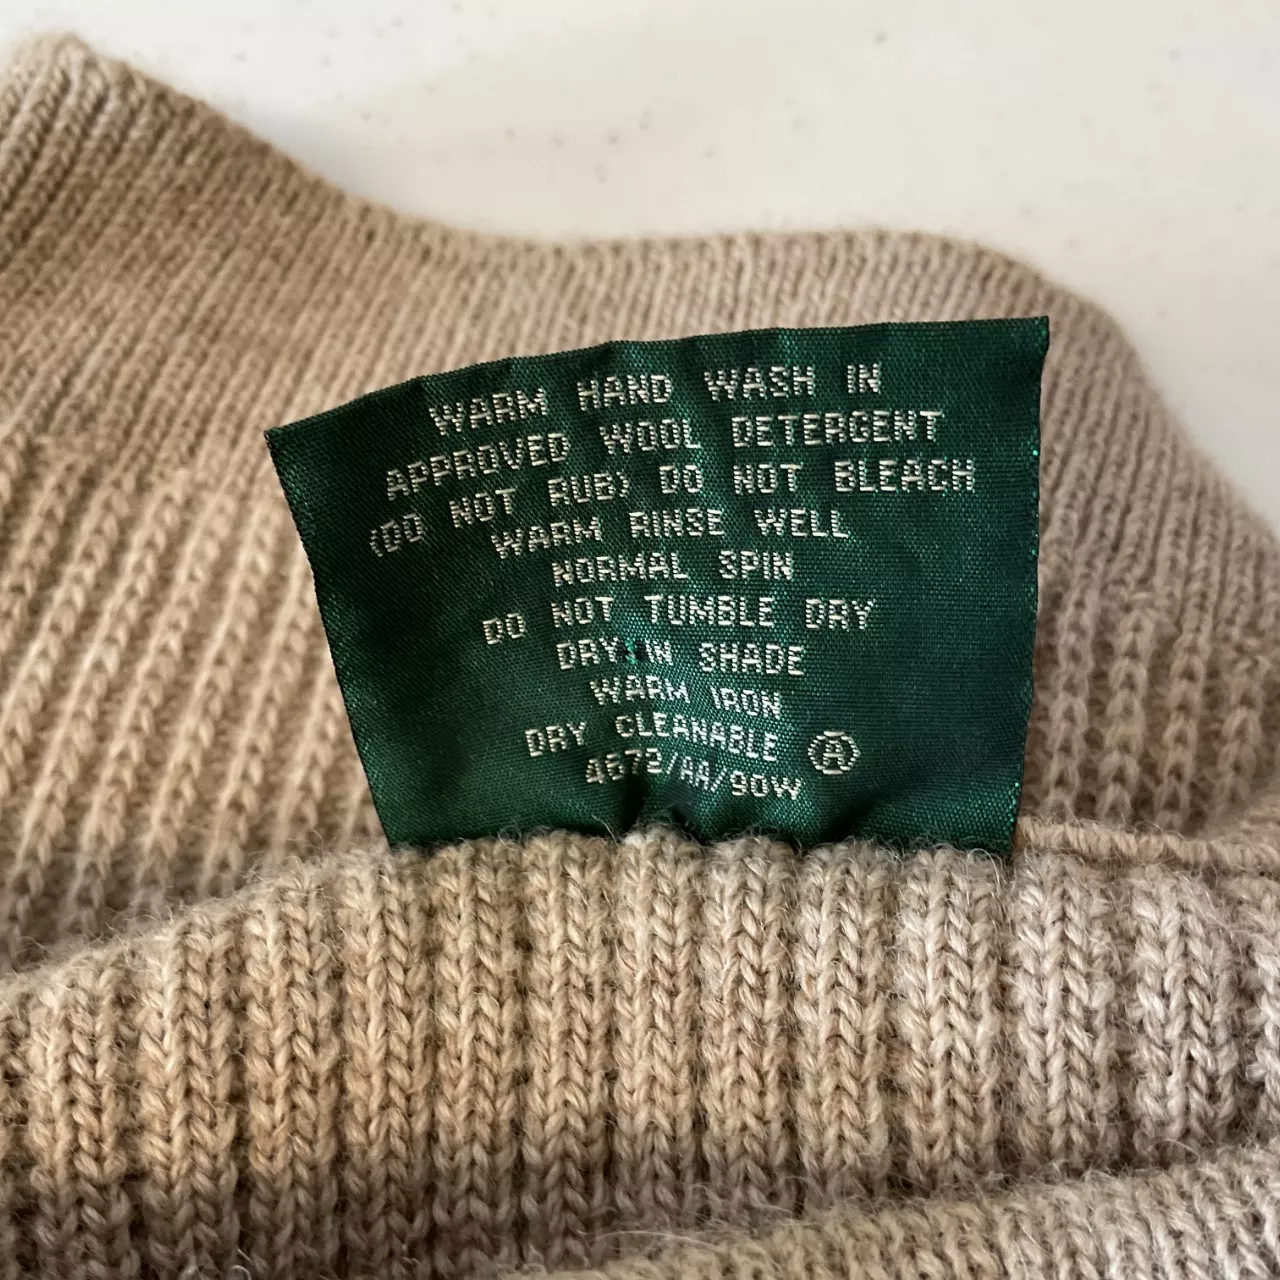 WARM HAND WASH IN
APPROVED WOOL DETERGENT
(DO NOT RUB) DO NOT BLEACH
WARM RINSE WELL
NORMAL SPIN
DO NOT TUMBLE DRY
DRY IN SHADE
WARM IRON
DRY CLEANABLE Ⓐ
4672/AA/90W